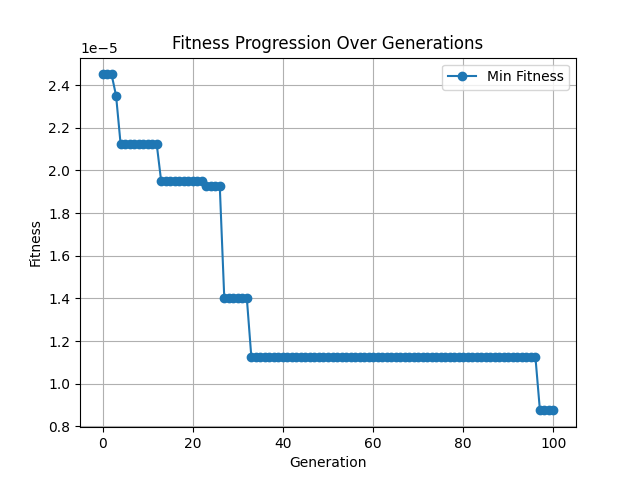 Fitness Progression Over Generations
1e−5
Min Fitness
2.4
2.2
2.0
1.8
1.6
1.4
1.2
1.0
0.8
Fitness
0 20 40 60 80 100
Generation